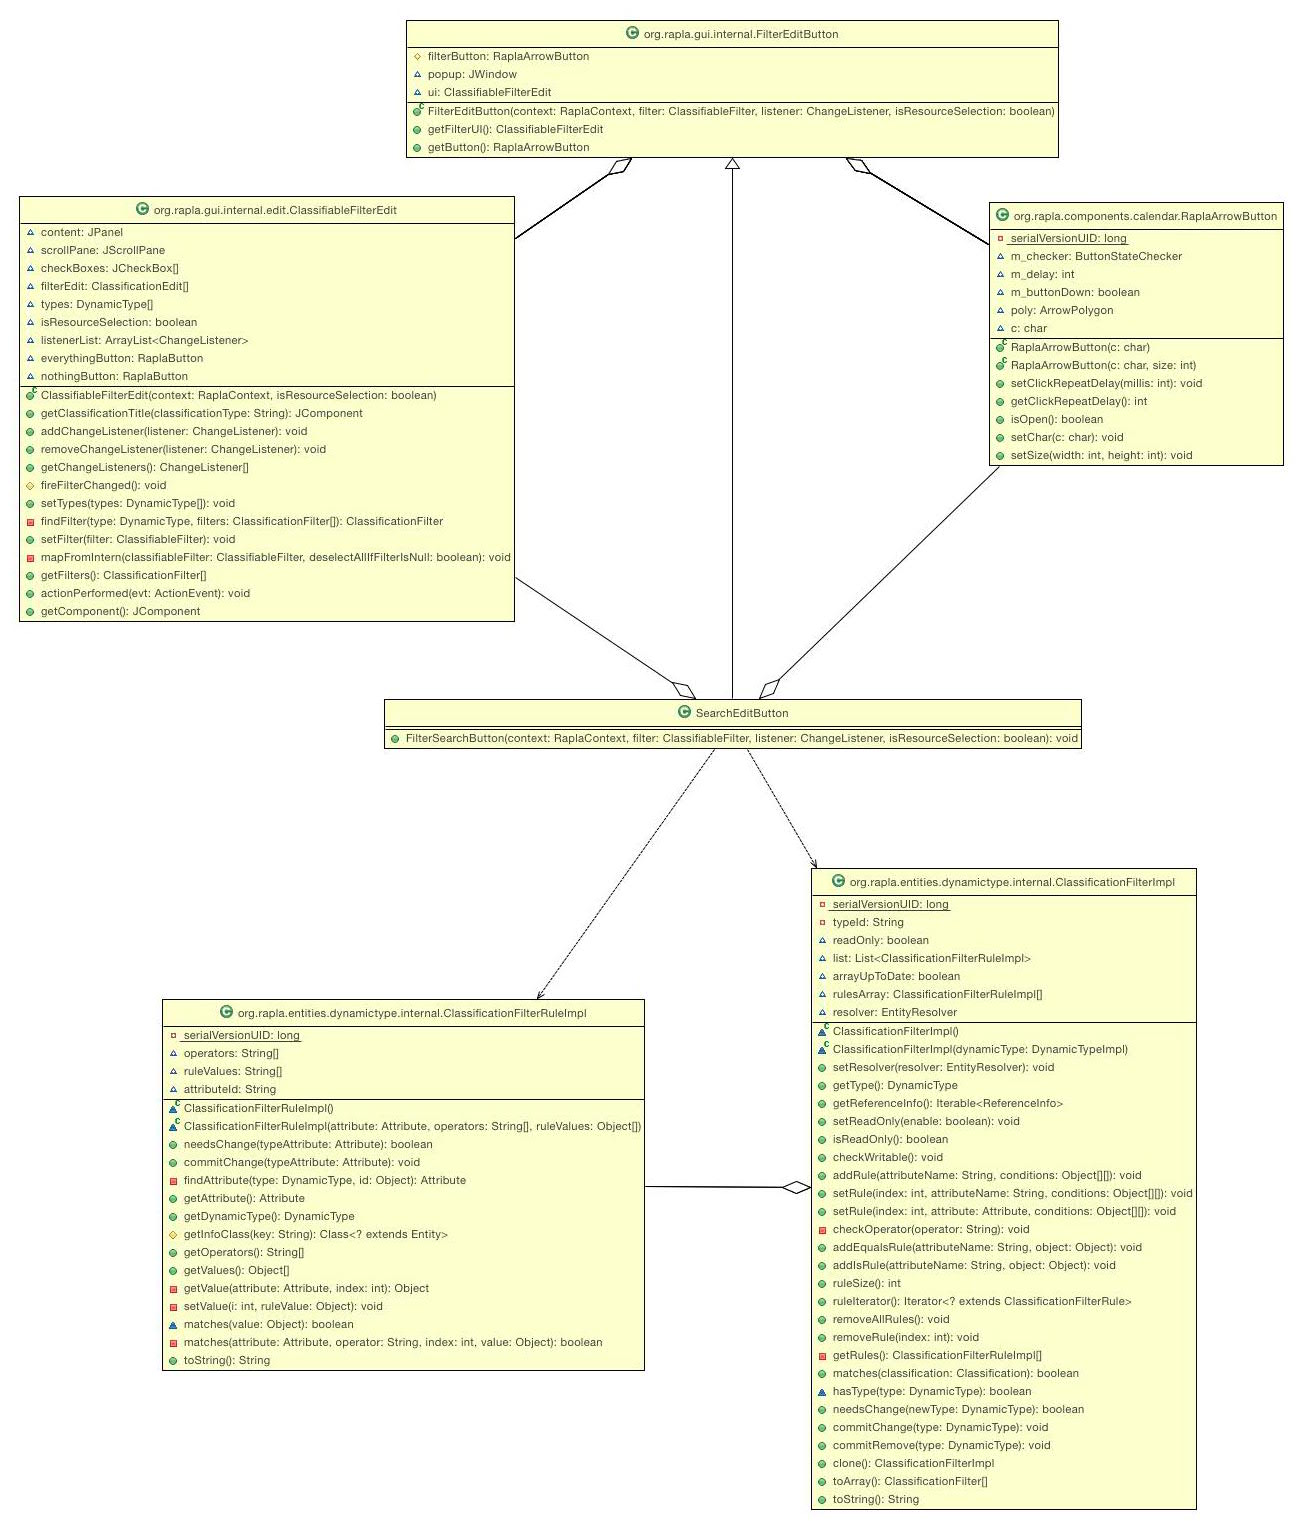 org.rapla.gui.internal.FilterEditButton
filterButton: RaplaArrowButton
popup: JWindow
ui: ClassifiableFilterEdit
FilterEditButton(context: RaplaContext, filter: ClassifiableFilter, listener: ChangeListener, isResourceSelection: boolean)
getFilterUI(): ClassifiableFilterEdit
getButton(): RaplaArrowButton
org.rapla.gui.internal.edit.ClassifiableFilterEdit
content: JPanel
scrollPane: JScrollPane
checkBoxes: JCheckBox[]
filterEdit: ClassificationEdit[]
types: DynamicType[]
isResourceSelection: boolean
listenerList: ArrayList<ChangeListener>
everythingButton: RaplaButton
nothingButton: RaplaButton
ClassifiableFilterEdit(context: RaplaContext, isResourceSelection: boolean)
getClassificationTitle(classificationType: String): JComponent
addChangeListener(listener: ChangeListener): void
removeChangeListener(listener: ChangeListener): void
getChangeListeners(): ChangeListener[]
fireFilterChanged(): void
setTypes(types: DynamicType[]): void
findFilter(type: DynamicType, filters: ClassificationFilter[]): ClassificationFilter
setFilter(filter: ClassifiableFilter): void
mapFromIntern(classifiableFilter: ClassifiableFilter, deselectAllIfFilterIsNull: boolean): void
getFilters(): ClassificationFilter[]
actionPerformed(evt: ActionEvent): void
getComponent(): JComponent
org.rapla.components.calendar.RaplaArrowButton
serialVersionUID: long
m_checker: ButtonStateChecker
m_delay: int
m_buttonDown: boolean
poly: ArrowPolygon
c: char
RaplaArrowButton(c: char)
RaplaArrowButton(c: char, size: int)
setClickRepeatDelay(millis: int): void
getClickRepeatDelay(): int
isOpen(): boolean
setChar(c: char): void
setSize(width: int, height: int): void
SearchEditButton
FilterSearchButton(context: RaplaContext, filter: ClassifiableFilter, listener: ChangeListener, isResourceSelection: boolean): void
org.rapla.entities.dynamictype.internal.ClassificationFilterRuleImpl
serialVersionUID: long
operators: String[]
ruleValues: String[]
attributeId: String
ClassificationFilterRuleImpl()
ClassificationFilterRuleImpl(attribute: Attribute, operators: String[], ruleValues: Object[])
needsChange(typeAttribute: Attribute): boolean
commitChange(typeAttribute: Attribute): void
findAttribute(type: DynamicType, id: Object): Attribute
getAttribute(): Attribute
getDynamicType(): DynamicType
getInfoClass(key: String): Class<? extends Entity>
getOperators(): String[]
getValues(): Object[]
getValue(attribute: Attribute, index: int): Object
setValue(i: int, ruleValue: Object): void
matches(value: Object): boolean
matches(attribute: Attribute, operator: String, index: int, value: Object): boolean
toString(): String
org.rapla.entities.dynamictype.internal.ClassificationFilterImpl
serialVersionUID: long
typeId: String
readOnly: boolean
list: List<ClassificationFilterRuleImpl>
arrayUpToDate: boolean
rulesArray: ClassificationFilterRuleImpl[]
resolver: EntityResolver
ClassificationFilterImpl()
ClassificationFilterImpl(dynamicType: DynamicTypeImpl)
setResolver(resolver: EntityResolver): void
getType(): DynamicType
getReferenceInfo(): Iterable<ReferenceInfo>
setReadOnly(enable: boolean): void
isReadOnly(): boolean
checkWritable(): void
addRule(attributeName: String, conditions: Object[][]): void
setRule(index: int, attributeName: String, conditions: Object[][]): void
setRule(index: int, attribute: Attribute, conditions: Object[][]): void
checkOperator(operator: String): void
addEqualsRule(attributeName: String, object: Object): void
addIsRule(attributeName: String, object: Object): void
ruleSize(): int
ruleIterator(): Iterator<? extends ClassificationFilterRule>
removeAllRules(): void
removeRule(index: int): void
getRules(): ClassificationFilterRuleImpl[]
matches(classification: Classification): boolean
hasType(type: DynamicType): boolean
needsChange(newType: DynamicType): boolean
commitChange(type: DynamicType): void
commitRemove(type: DynamicType): void
clone(): ClassificationFilterImpl
toArray(): ClassificationFilter[]
toString(): String